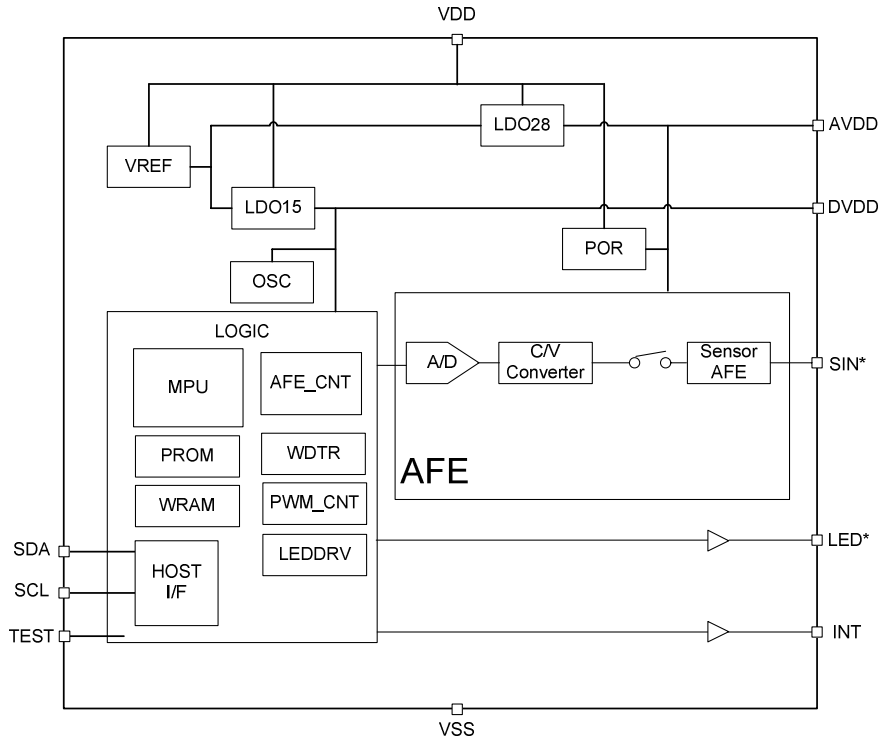 VDD
LDO28
AVDD
VREF
LDO15
DVDD
POR
OSC
LOGIC
MPU
AFE_CNT
A/D
C/V
Converter
Sensor
AFE
SIN*
PROM
WDTR
AFE
WRAM
PWM_CNT
SDA
HOST
I/F
LEDDRV
LED*
SCL
TEST
INT
VSS